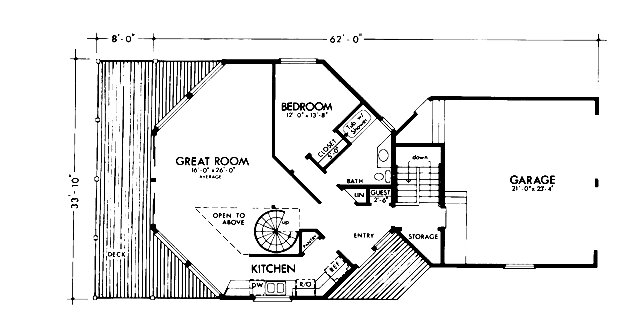 8'-0"
62'-0"
33'-10"
BEDROOM
12'-0" x 13'-8"
Tub w/
Shower
CLOSET
5'-0"
GREAT ROOM
16'-0" x 26'-0"
AVERAGE
BATH
down
GARAGE
21'-0" x 23'-4"
LIN
GUEST
2'-6"
OPEN TO
ABOVE
up
PANTRY
ENTRY
STORAGE
DECK
KITCHEN
REF
DW
R/O